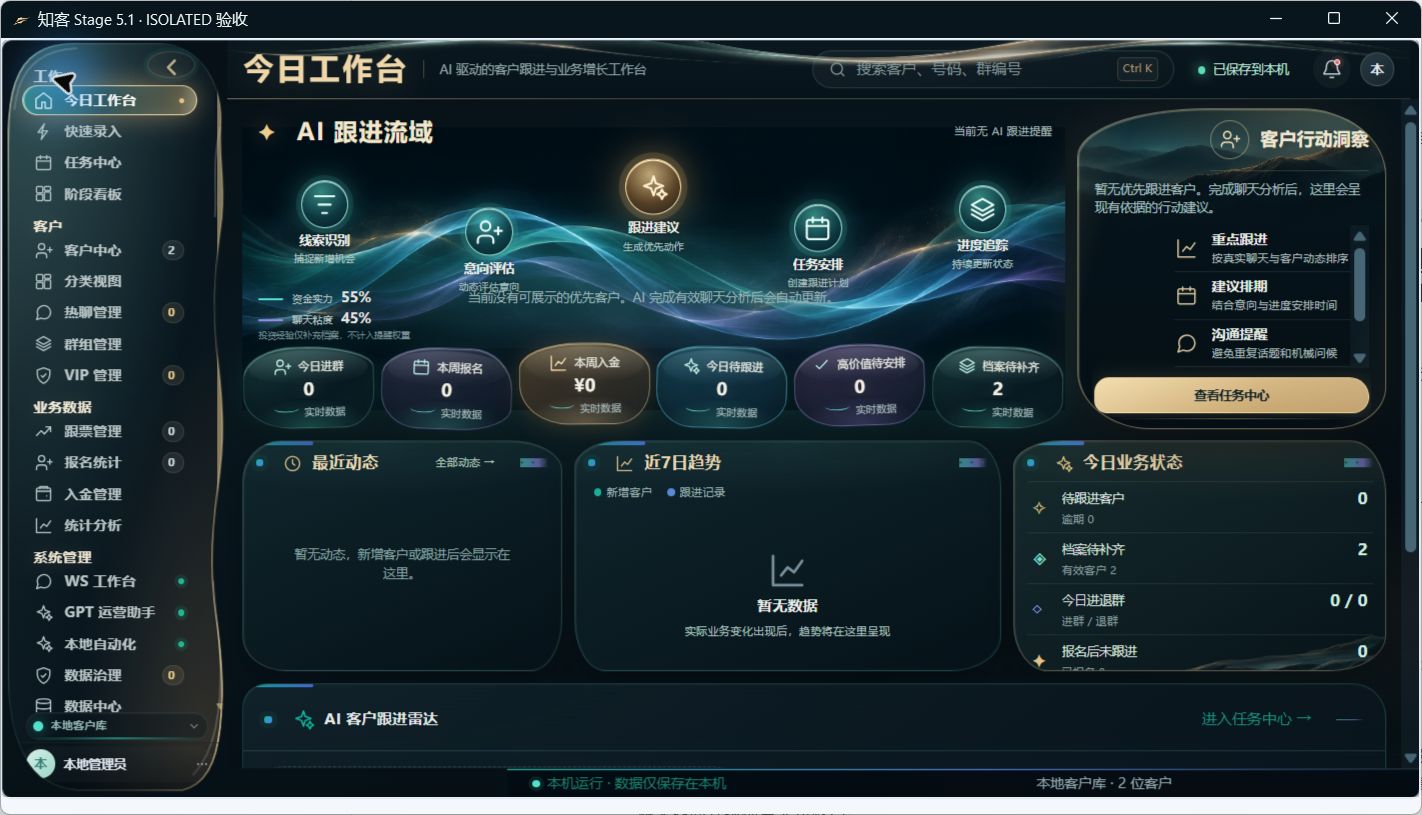 知客 Stage 5.1 · ISOLATED 验收
今日工作台
AI 驱动的客户跟进与业务增长工作台
搜索客户、号码、群编号
Ctrl K
已保存到本机
本
今日工作台
快速录入
任务中心
阶段看板
客户
客户中心 2
分类视图
热聊管理 0
群组管理
VIP 管理 0
业务数据
跟票管理 0
报名统计 0
入金管理
统计分析
系统管理
WS 工作台
GPT 运营助手
本地自动化
数据治理 0
数据中心
本地客户库
本 本地管理员 ...
AI 跟进流域
当前无 AI 跟进提醒
线索识别
捕捉新增机会
意向评估
动态评估意向
跟进建议
生成优先动作
任务安排
创建跟进计划
进度追踪
持续更新状态
资金实力 55%
聊天粘度 45%
投资经验仅补充档案，不计入提醒权重
当前没有可展示的优先客户。AI 完成有效聊天分析后会自动更新。
今日进群
0
实时数据
本周报名
0
实时数据
本周入金
¥0
实时数据
今日待跟进
0
实时数据
高价值待安排
0
实时数据
档案待补齐
2
实时数据
客户行动洞察
暂无优先跟进客户。完成聊天分析后，这里会呈
现有依据的行动建议。
重点跟进
按真实聊天与客户动态排序
建议排期
结合意向与进度安排时间
沟通提醒
避免重复话题和机械问候
查看任务中心
最近动态
全部动态 →
暂无动态，新增客户或跟进后会显示在
这里。
近7日趋势
新增客户 跟进记录
暂无数据
实际业务变化出现后，趋势将在这里呈现
今日业务状态
待跟进客户 0
逾期 0
档案待补齐 2
有效客户 2
今日进退群 0 / 0
进群 / 退群
报名后未跟进 0
AI 客户跟进雷达
进入任务中心 →
本机运行 · 数据仅保存在本机
本地客户库 · 2 位客户